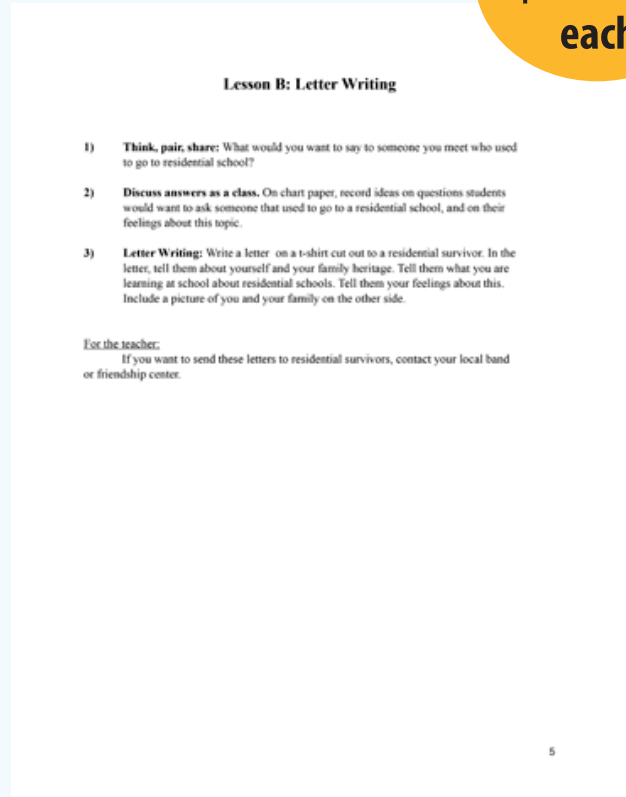 each
Lesson B: Letter Writing
1) Think, pair, share: What would you want to say to someone you meet who used
to go to residential school?
2) Discuss answers as a class. On chart paper, record ideas on questions students
would want to ask someone that used to go to a residential school, and on their
feelings about this topic.
3) Letter Writing: Write a letter on a t-shirt cut out to a residential survivor. In the
letter, tell them about yourself and your family heritage. Tell them what you are
learning at school about residential schools. Tell them your feelings about this.
Include a picture of you and your family on the other side.
For the teacher:
If you want to send these letters to residential survivors, contact your local band
or friendship center.
5